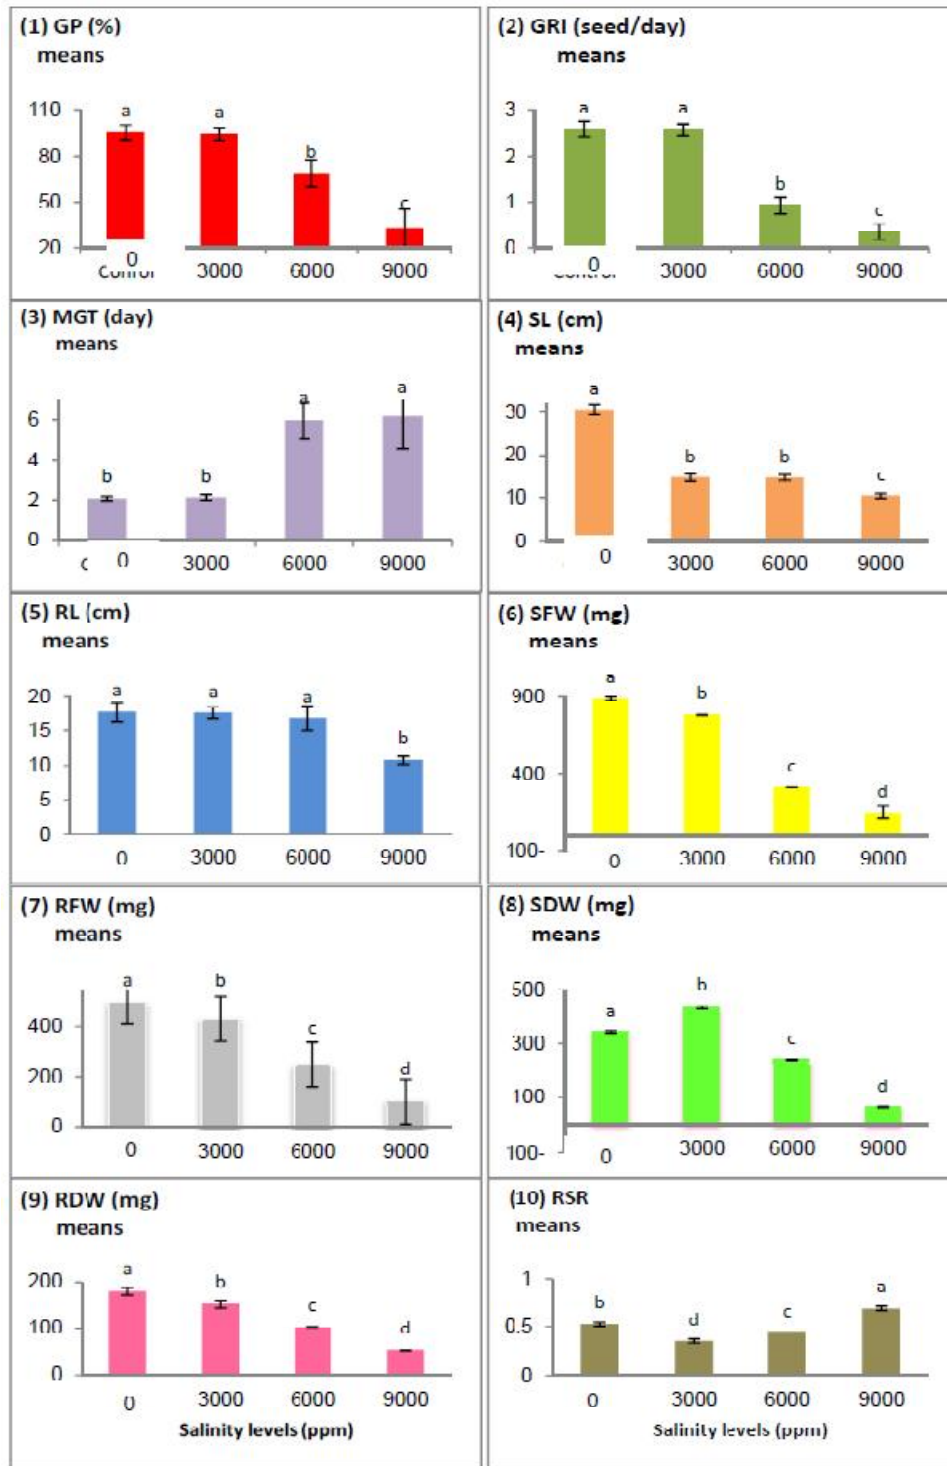 (1) GP (%)
means
110
a
a
80
b
50
c
20
0
3000
6000
9000
(2) GRI (seed/day)
means
3
a
a
2
b
1
c
0
0
3000
6000
9000
(3) MGT (day)
means
6
a
a
4
b
b
2
0
0
3000
6000
9000
(4) SL (cm)
means
a
30
20
b
b
c
10
0
0
3000
6000
9000
(5) RL (cm)
means
20
a
a
a
15
b
10
5
0
0
3000
6000
9000
(6) SFW (mg)
means
a
900
b
400
c
d
100-
0
3000
6000
9000
(7) RFW (mg)
means
a
b
400
c
200
d
0
0
3000
6000
9000
(8) SDW (mg)
means
500
b
a
300
c
100
d
100-
0
3000
6000
9000
(9) RDW (mg)
means
a
200
b
c
100
d
0
0
3000
6000
9000
Salinity levels (ppm)
(10) RSR
means
1
a
b
c
0.5
d
0
0
3000
6000
9000
Salinity levels (ppm)